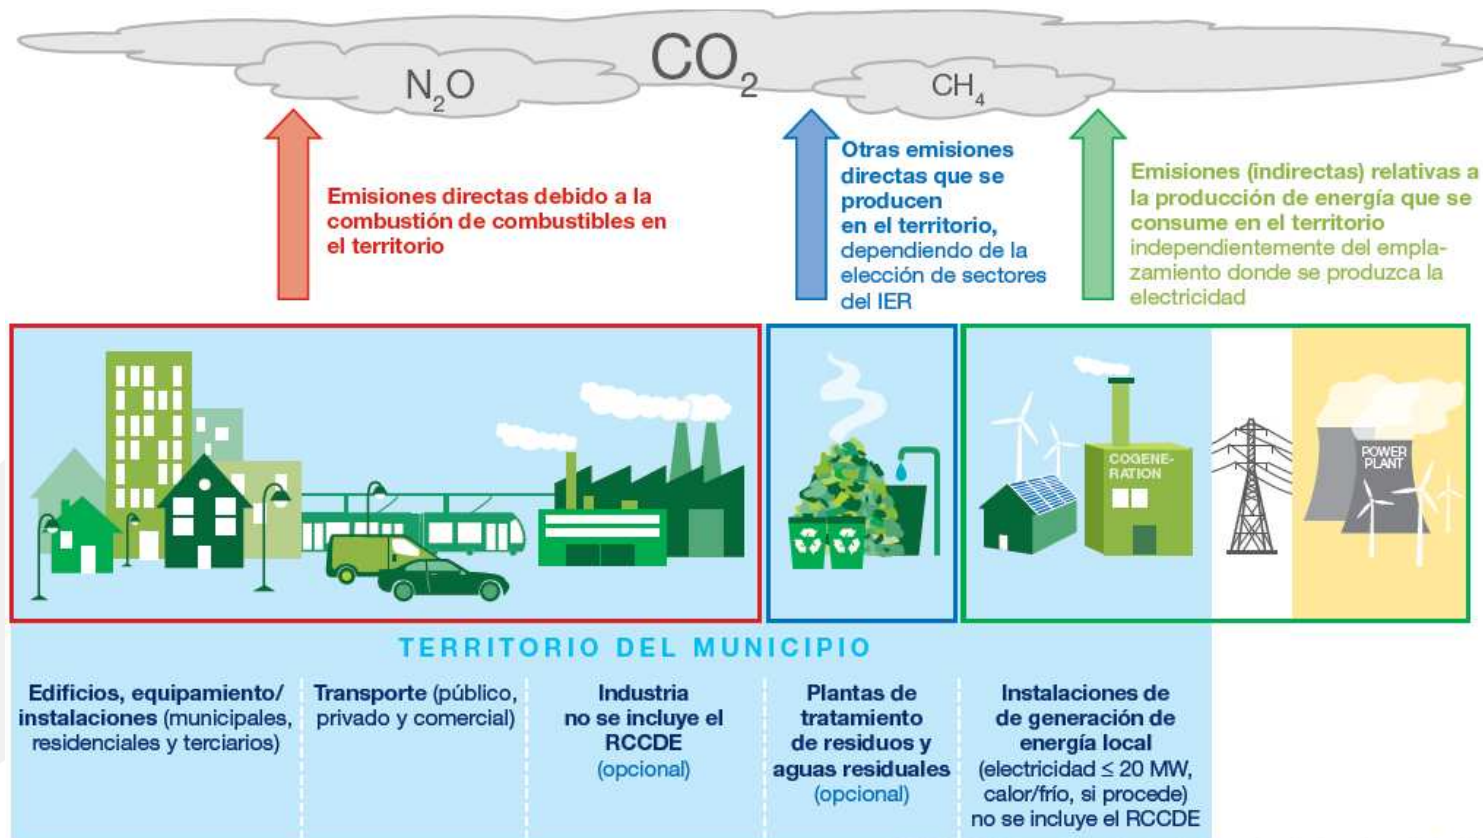 CO₂
N₂O
CH₄
Emisiones directas debido a la
combustión de combustibles en
el territorio
Otras emisiones
directas que se
producen
en el territorio,
dependiendo de la
elección de sectores
del IER
Emisiones (indirectas) relativas a
la producción de energía que se
consume en el territorio
independientemente del empla-
zamiento donde se produzca la
electricidad
COGENE-
RATION
POWER
PLANT
TERRITORIO DEL MUNICIPIO
Edificios, equipamiento/
instalaciones (municipales,
residenciales y terciarios)
Transporte (público,
privado y comercial)
Industria
no se incluye el
RCCDE
(opcional)
Plantas de
tratamiento
de residuos y
aguas residuales
(opcional)
Instalaciones de
de generación de
energía local
(electricidad ≤ 20 MW,
calor/frío, si procede)
no se incluye el RCCDE